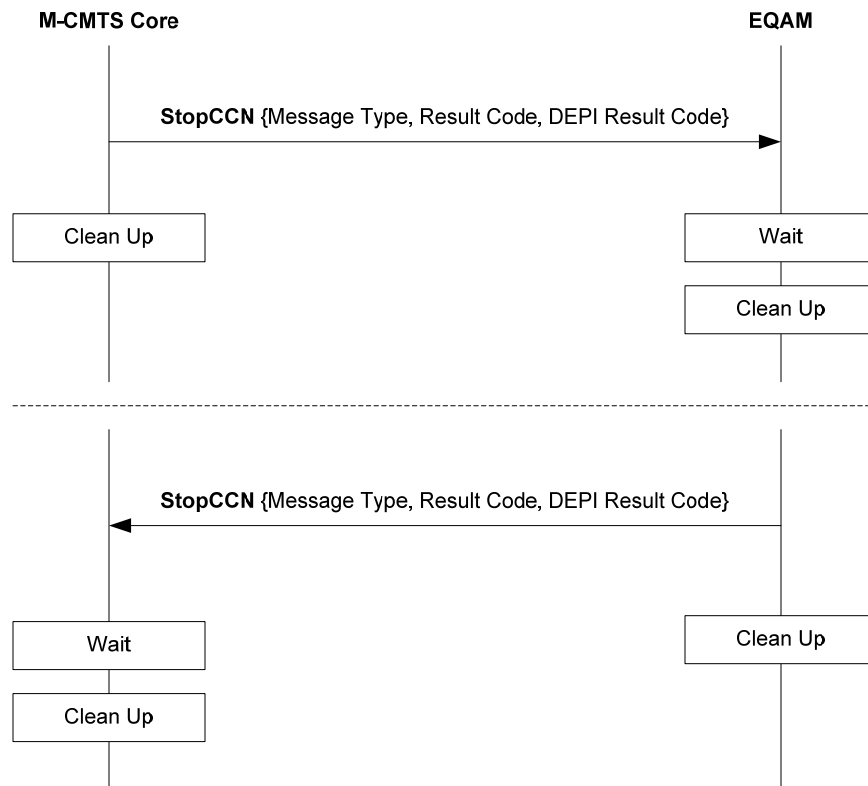 M-CMTS Core
EQAM
StopCCN {Message Type, Result Code, DEPI Result Code}
Clean Up
Wait
Clean Up
StopCCN {Message Type, Result Code, DEPI Result Code}
Wait
Clean Up
Clean Up